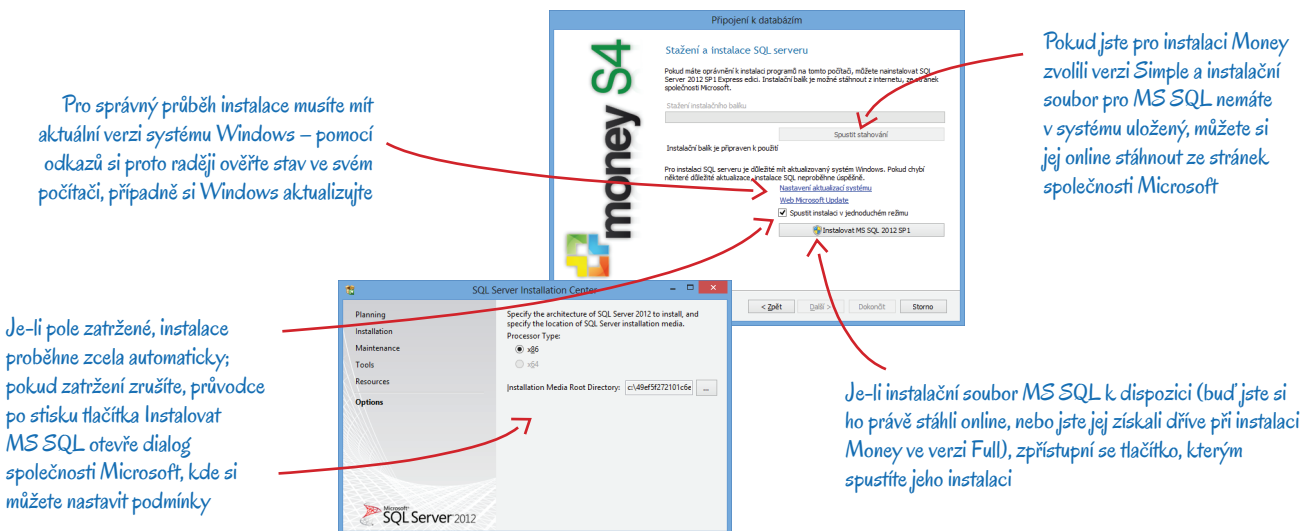 Pro správný průběh instalace musíte mít
aktuální verzi systému Windows – pomocí
odkazů si proto raději ověřte stav ve svém
počítači, případně si Windows aktualizujte
Připojení k databázím
money S4
Stažení a instalace SQL serveru
Pokud máte oprávnění k instalaci programů na tomto počítači, můžete nainstalovat SQL
Server 2012 SP1 Express edici. Instalační balík je možné stáhnout z internetu, ze stránek
společnosti Microsoft.
Stažení instalačního balíku
Spustit stahování
Instalační balík je připraven k použití
Pro instalaci SQL serveru je důležité mít aktualizovaný systém Windows. Pokud chybí
některé důležité aktualizace, instalace SQL neproběhne úspěšně.
Nastavení aktualizací systému
Web Microsoft Update
Spustit instalaci v jednoduchém režimu
Instalovat MS SQL 2012 SP1
< Zpět
Další >
Dokončit
Storno
Pokud jste pro instalaci Money
zvolili verzi Simple a instalační
soubor pro MS SQL nemáte
v systému uložený, můžete si
jej online stáhnout ze stránek
společnosti Microsoft
Je-li pole zatržené, instalace
proběhne zcela automaticky;
pokud zatržení zrušíte, průvodce
po stisku tlačítka Instalovat
MS SQL otevře dialog
společnosti Microsoft, kde si
můžete nastavit podmínky
SQL Server Installation Center
Planning
Installation
Maintenance
Tools
Resources
Options
Specify the architecture of SQL Server 2012 to install, and
specify the location of SQL Server installation media.
Processor Type:
x86
x64
Installation Media Root Directory:
c:\49ef5f272101c6e
...
Microsoft
SQL Server 2012
Je-li instalační soubor MS SQL k dispozici (buď jste si
ho právě stáhli online, nebo jste jej získali dříve při instalaci
Money ve verzi Full), zpřístupní se tlačítko, kterým
spustíte jeho instalaci